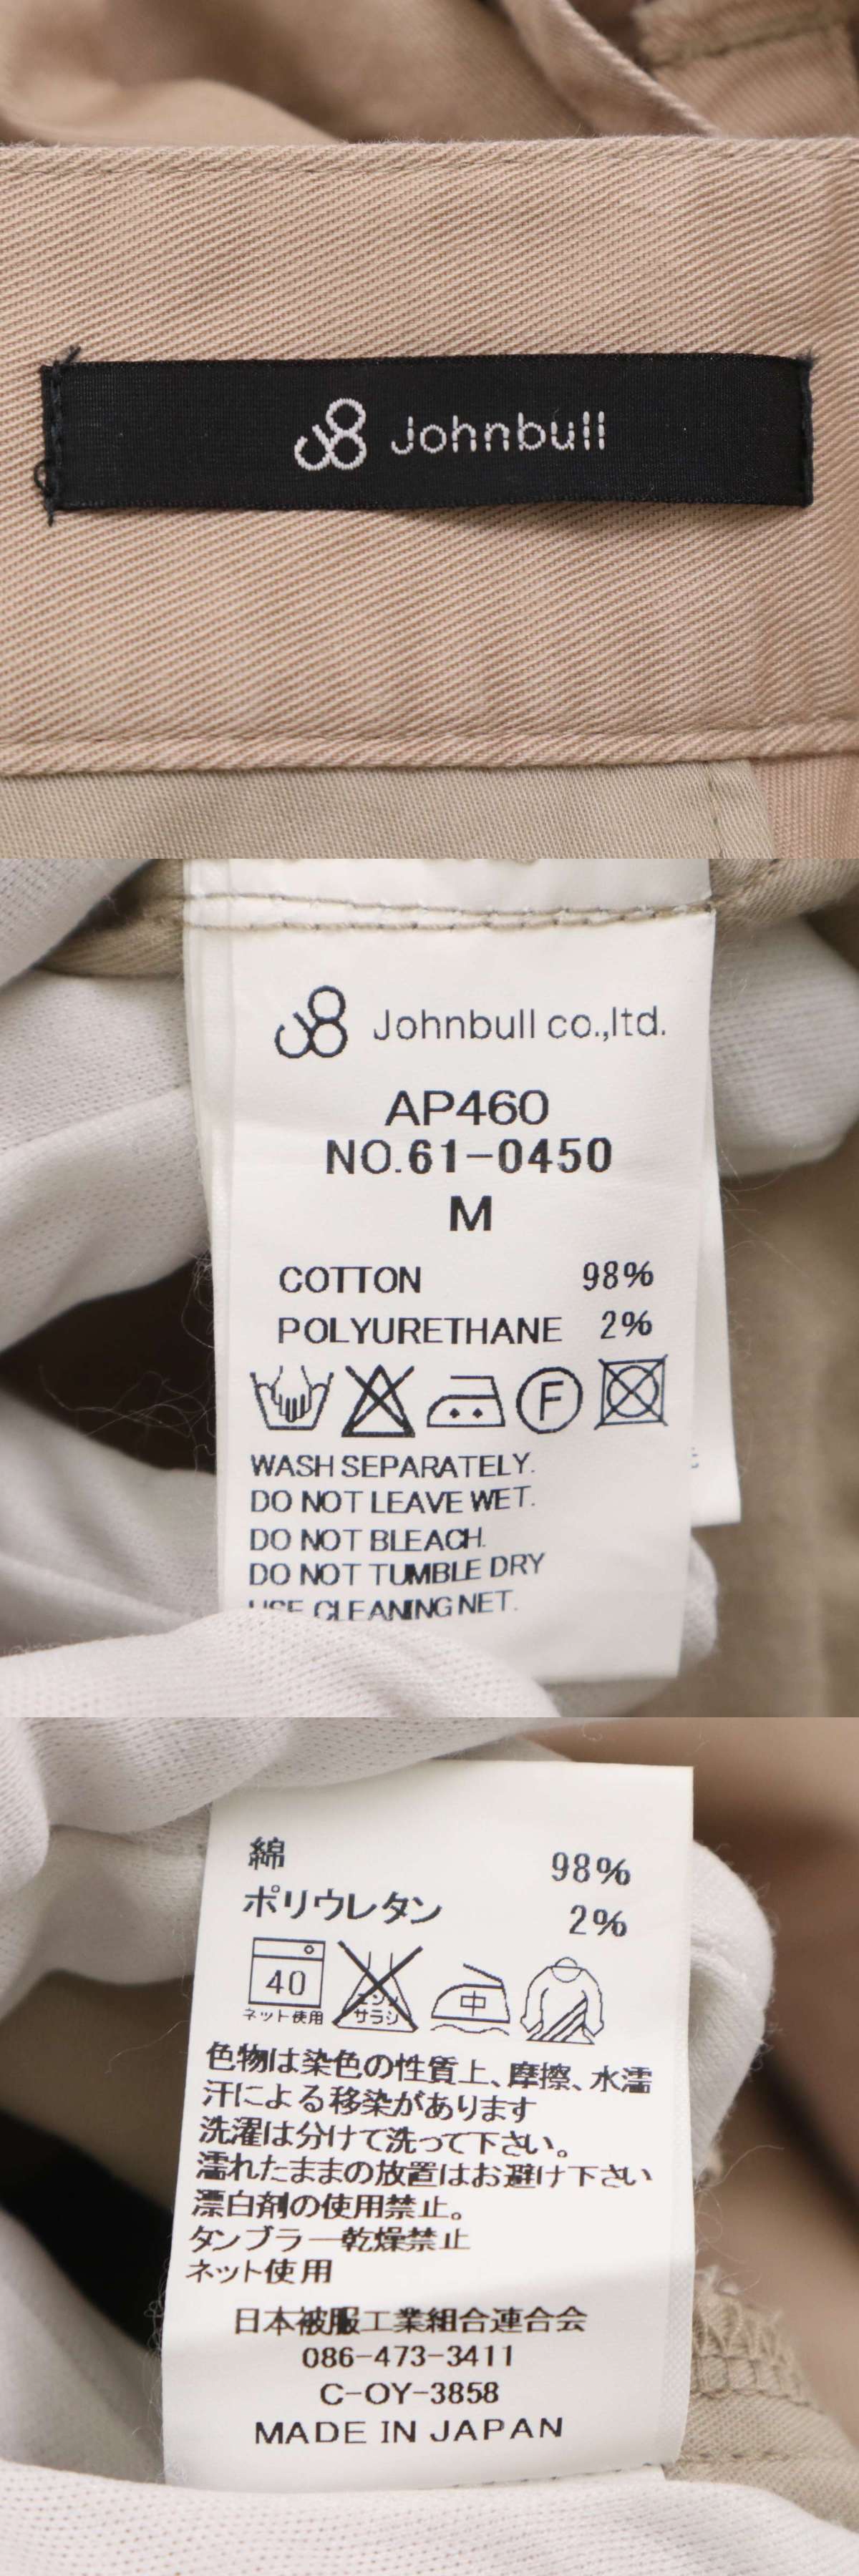 Johnbull
Johnbull co.,ltd.
AP460
NO.61-0450
M
COTTON 98%
POLYURETHANE 2%
F
WASH SEPARATELY.
DO NOT LEAVE WET.
DO NOT BLEACH.
DO NOT TUMBLE DRY
USE CLEANING NET.
綿 98%
ポリウレタン 2%
40
ネット使用
エンソ
サラシ
中
色物は染色の性質上、摩擦、水濡
汗による移染があります
洗濯は分けて洗って下さい。
濡れたままの放置はお避け下さい
漂白剤の使用禁止。
タンブラー乾燥禁止
ネット使用
日本被服工業組合連合会
086-473-3411
C-OY-3858
MADE IN JAPAN